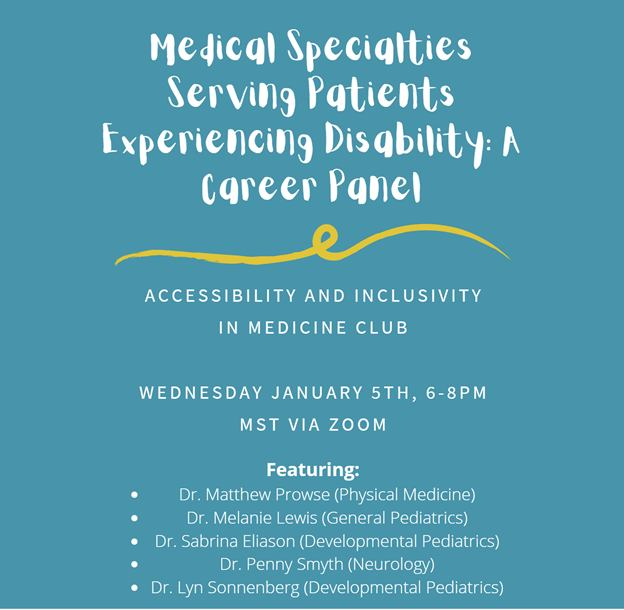 Medical Specialties
Serving Patients
Experiencing Disability: A
Career Panel
ACCESSIBILITY AND INCLUSIVITY
IN MEDICINE CLUB
WEDNESDAY JANUARY 5TH, 6-8PM
MST VIA ZOOM
Featuring:
• Dr. Matthew Prowse (Physical Medicine)
• Dr. Melanie Lewis (General Pediatrics)
• Dr. Sabrina Eliason (Developmental Pediatrics)
• Dr. Penny Smyth (Neurology)
• Dr. Lyn Sonnenberg (Developmental Pediatrics)